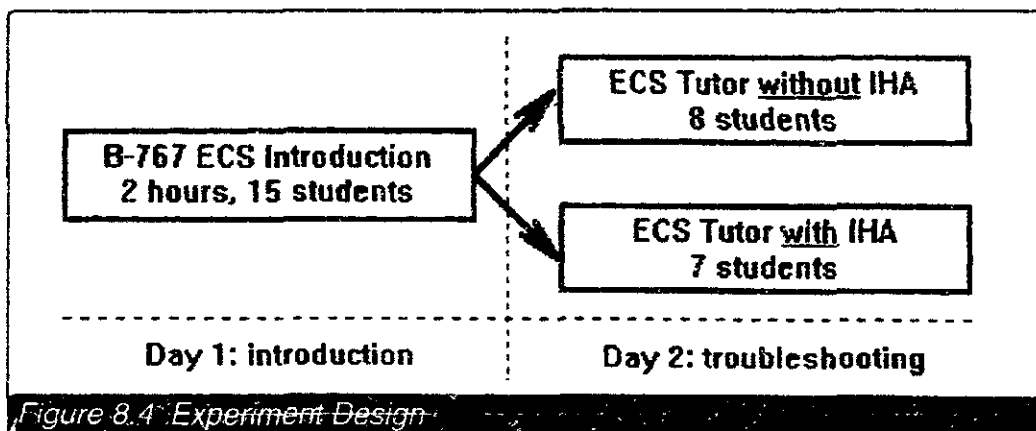 ECS Tutor without IHA
8 students
B-767 ECS Introduction
2 hours, 15 students
ECS Tutor with IHA
7 students
Day 1: introduction
Day 2: troubleshooting
Figure 8.4 Experiment Design